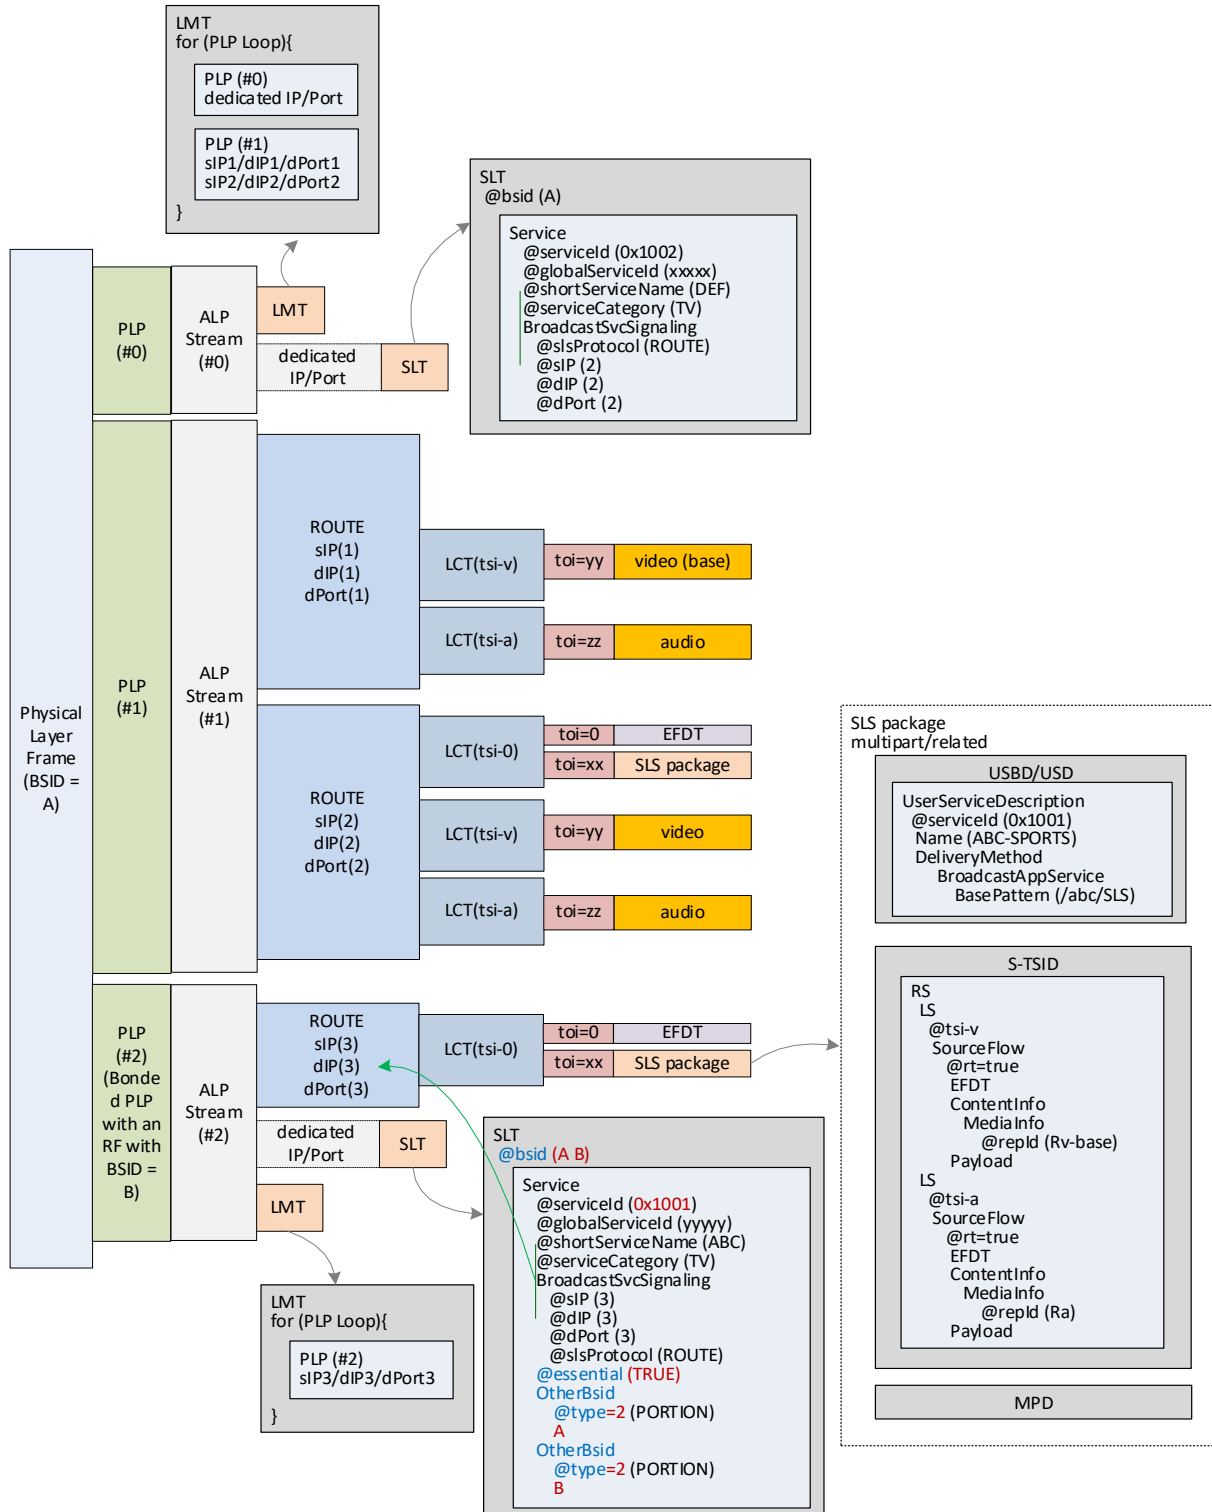 LMT
for (PLP Loop){
PLP (#0)
dedicated IP/Port
PLP (#1)
sIP1/dIP1/dPort1
sIP2/dIP2/dPort2
}
SLT
@bsid (A)
Service
@serviceId (0x1002)
@globalServiceId (xxxxx)
@shortServiceName (DEF)
@serviceCategory (TV)
BroadcastSvcSignaling
@slsProtocol (ROUTE)
@sIP (2)
@dIP (2)
@dPort (2)
Physical
Layer
Frame
(BSID =
A)
PLP
(#0)
ALP
Stream
(#0)
LMT
dedicated
IP/Port
SLT
PLP
(#1)
ALP
Stream
(#1)
ROUTE
sIP(1)
dIP(1)
dPort(1)
LCT(tsi-v)
toi=yy
video (base)
LCT(tsi-a)
toi=zz
audio
ROUTE
sIP(2)
dIP(2)
dPort(2)
LCT(tsi-0)
toi=0
EFDT
toi=xx
SLS package
LCT(tsi-v)
toi=yy
video
LCT(tsi-a)
toi=zz
audio
PLP
(#2)
(Bonde
d PLP
with an
RF with
BSID =
B)
ALP
Stream
(#2)
ROUTE
sIP(3)
dIP(3)
dPort(3)
LCT(tsi-0)
toi=0
EFDT
toi=xx
SLS package
dedicated
IP/Port
SLT
LMT
LMT
for (PLP Loop){
PLP (#2)
sIP3/dIP3/dPort3
}
SLT
@bsid (A B)
Service
@serviceId (0x1001)
@globalServiceId (yyyyy)
@shortServiceName (ABC)
@serviceCategory (TV)
BroadcastSvcSignaling
@sIP (3)
@dIP (3)
@dPort (3)
@slsProtocol (ROUTE)
@essential (TRUE)
OtherBsid
@type=2 (PORTION)
A
OtherBsid
@type=2 (PORTION)
B
SLS package
multipart/related
USBD/USD
UserServiceDescription
@serviceId (0x1001)
Name (ABC-SPORTS)
DeliveryMethod
BroadcastAppService
BasePattern (/abc/SLS)
S-TSID
RS
LS
@tsi-v
SourceFlow
@rt=true
EFDT
ContentInfo
MediaInfo
@repId (Rv-base)
Payload
LS
@tsi-a
SourceFlow
@rt=true
EFDT
ContentInfo
MediaInfo
@repId (Ra)
Payload
MPD